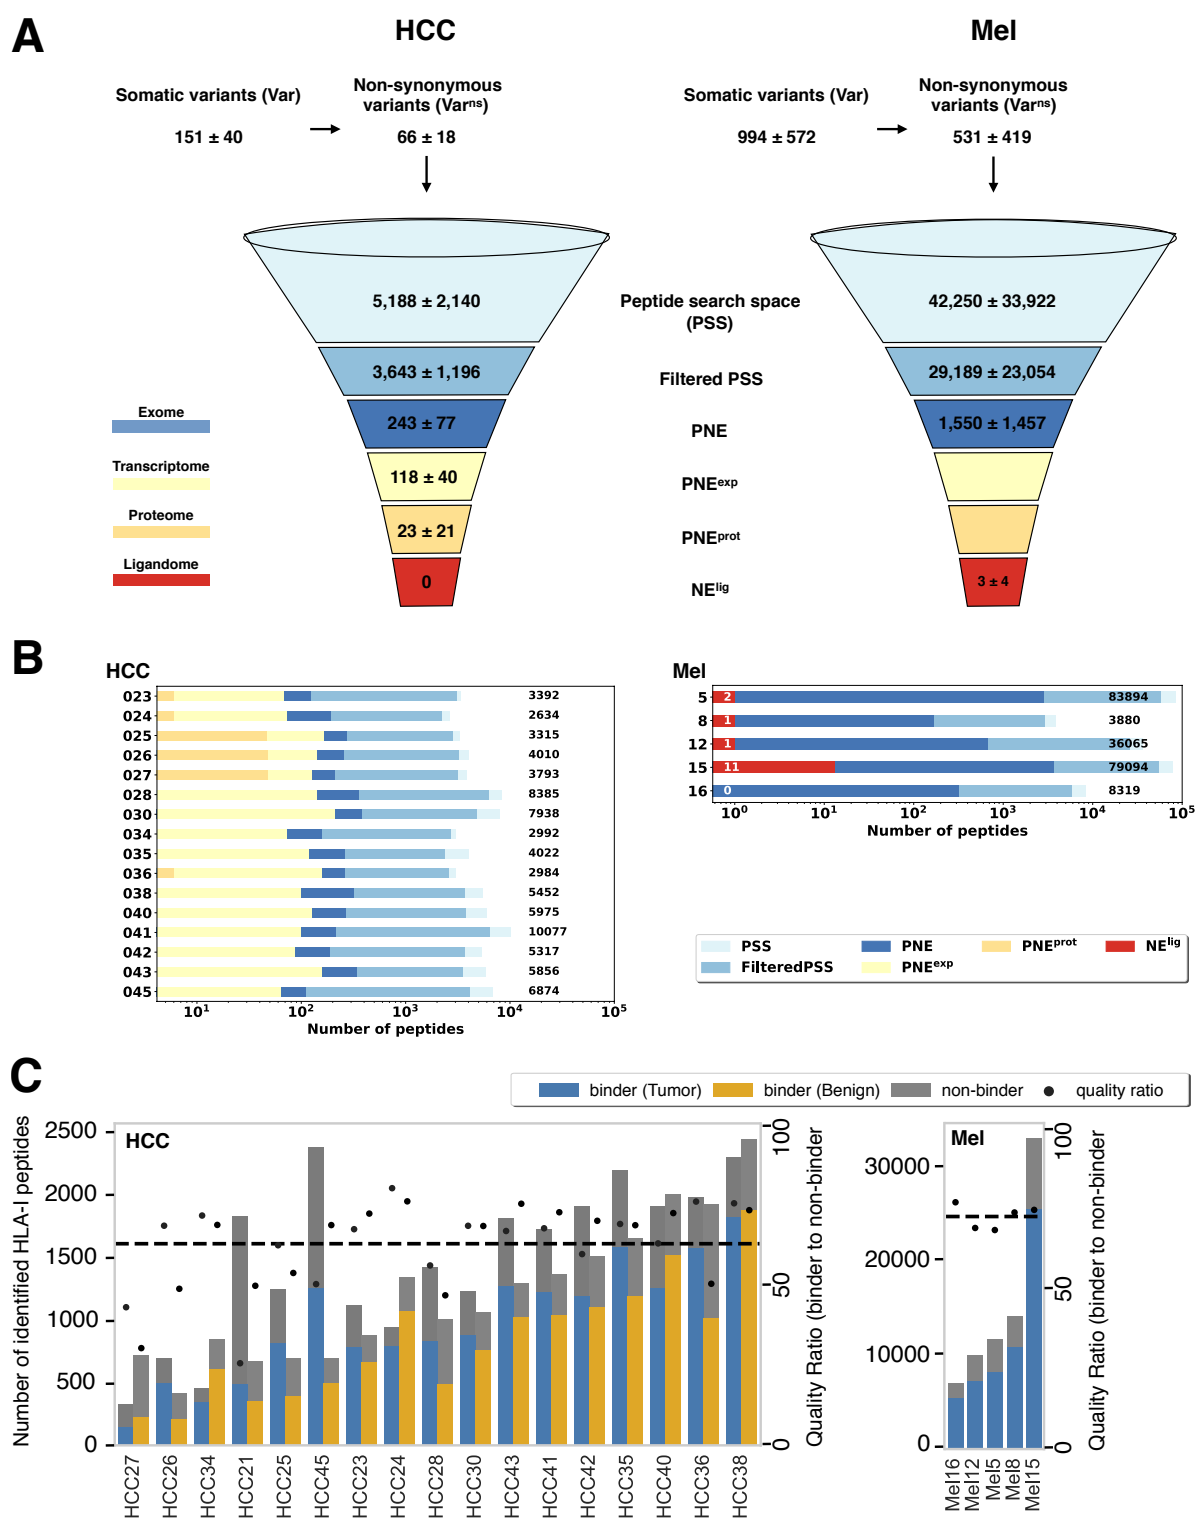 A
HCC
Mel
Somatic variants (Var)
151 ± 40
Non-synonymous
variants (Varⁿˢ)
66 ± 18
Somatic variants (Var)
994 ± 572
Non-synonymous
variants (Varⁿˢ)
531 ± 419
5,188 ± 2,140
Peptide search space
(PSS)
42,250 ± 33,922
3,643 ± 1,196
Filtered PSS
29,189 ± 23,054
Exome
243 ± 77
PNE
1,550 ± 1,457
Transcriptome
118 ± 40
PNEᵉˣᵖ
Proteome
23 ± 21
PNEᵖʳᵒᵗ
Ligandome
0
NEˡⁱᵍ
3 ± 4
B
HCC
023 3392
024 2634
025 3315
026 4010
027 3793
028 8385
030 7938
034 2992
035 4022
036 2984
038 5452
040 5975
041 10077
042 5317
043 5856
045 6874
10¹ 10² 10³ 10⁴ 10⁵
Number of peptides
Mel
5 2 83894
8 1 3880
12 1 36065
15 11 79094
16 0 8319
10⁰ 10¹ 10² 10³ 10⁴ 10⁵
Number of peptides
PSS PNE PNEᵖʳᵒᵗ NEˡⁱᵍ
FilteredPSS PNEᵉˣᵖ
C
binder (Tumor) binder (Benign) non-binder quality ratio
Number of identified HLA-I peptides
2500
2000
1500
1000
500
0
HCC
100
50
0
Quality Ratio (binder to non-binder
HCC27 HCC26 HCC34 HCC21 HCC25 HCC45 HCC23 HCC24 HCC28 HCC30 HCC43 HCC41 HCC42 HCC35 HCC40 HCC36 HCC38
Mel
30000
20000
10000
0
100
50
0
Quality Ratio (binder to non-binder
Mel16 Mel12 Mel5 Mel8 Mel15